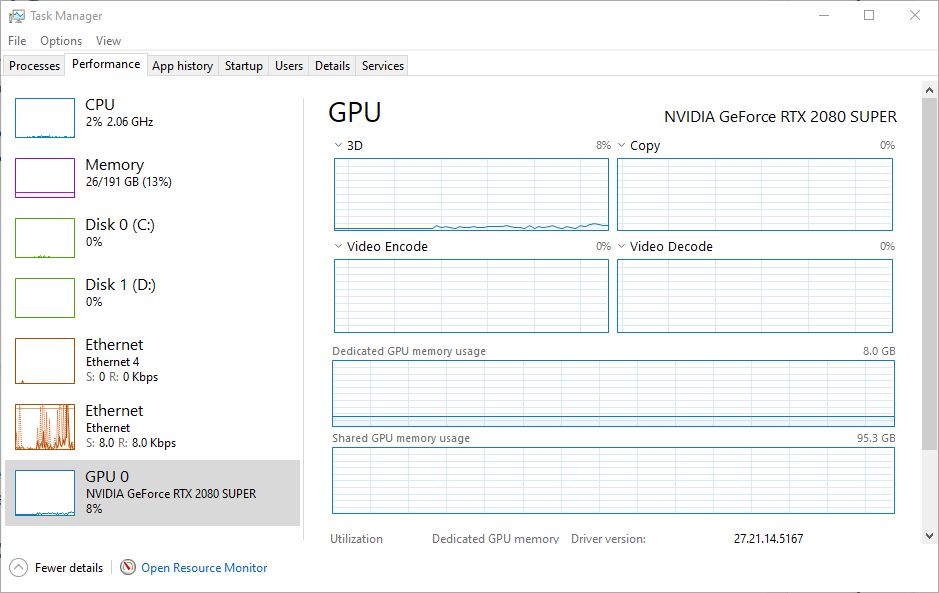 Task Manager
File Options View
Processes Performance App history Startup Users Details Services
CPU
2% 2.06 GHz
Memory
26/191 GB (13%)
Disk 0 (C:)
0%
Disk 1 (D:)
0%
Ethernet
Ethernet 4
S: 0 R: 0 Kbps
Ethernet
Ethernet
S: 8.0 R: 8.0 Kbps
GPU 0
NVIDIA GeForce RTX 2080 SUPER
8%
GPU NVIDIA GeForce RTX 2080 SUPER
3D 8% Copy 0%
Video Encode 0% Video Decode 0%
Dedicated GPU memory usage 8.0 GB
Shared GPU memory usage 95.3 GB
Utilization Dedicated GPU memory Driver version: 27.21.14.5167
Fewer details Open Resource Monitor